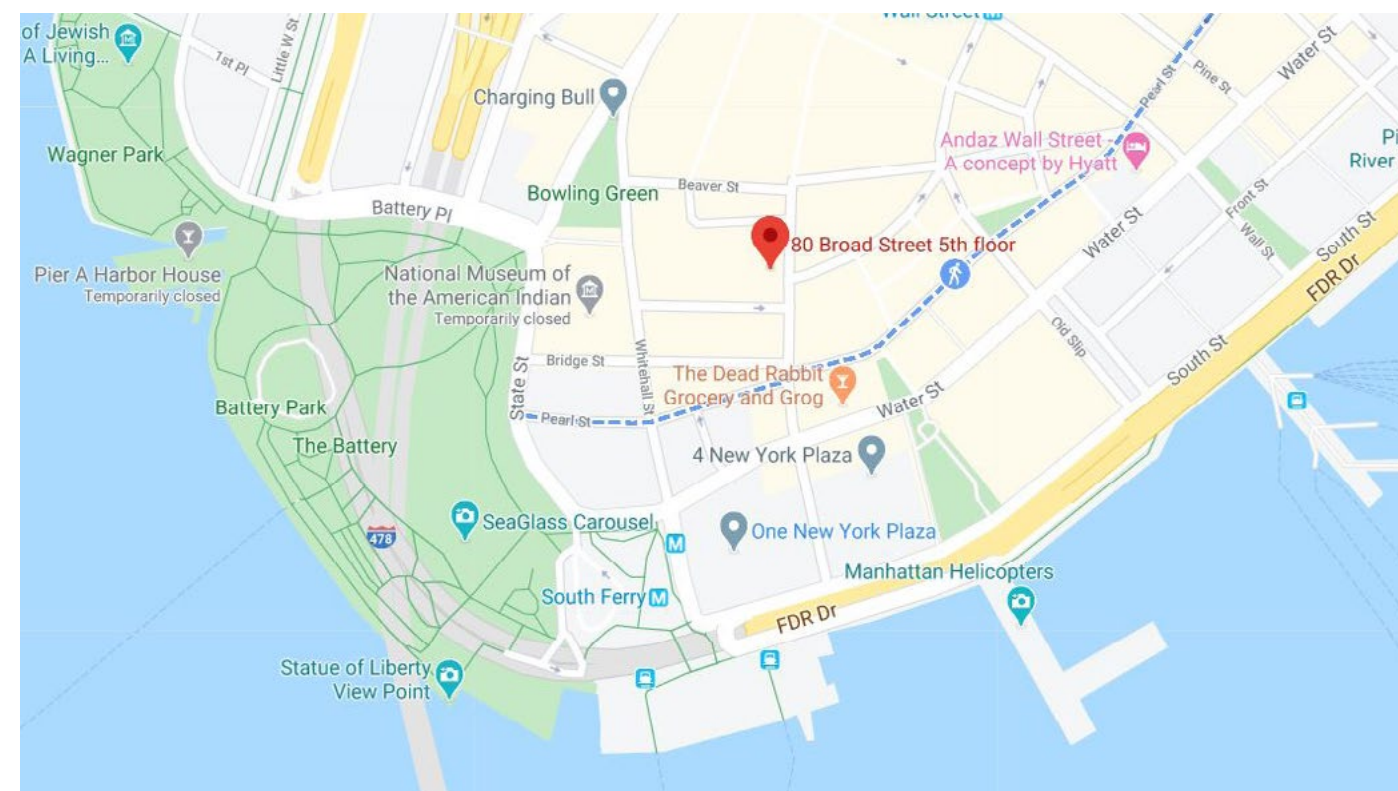 of Jewish
A Living...
1st Pl
Little W St
Wall Street M
Water St
Pine St
Pearl St
Charging Bull
Wagner Park
Andaz Wall Street -
A concept by Hyatt
Pi
River
Bowling Green
Beaver St
Battery Pl
Front St
Wall St
Water St
South St
FDR Dr
80 Broad Street 5th floor
Pier A Harbor House
Temporarily closed
National Museum of
the American Indian
Temporarily closed
Old Slip
South St
Bridge St
Whitehall St
State St
The Dead Rabbit
Grocery and Grog
Water St
Battery Park
Pearl St
The Battery
4 New York Plaza
478
SeaGlass Carousel
M
One New York Plaza
Manhattan Helicopters
South Ferry M
FDR Dr
Statue of Liberty
View Point